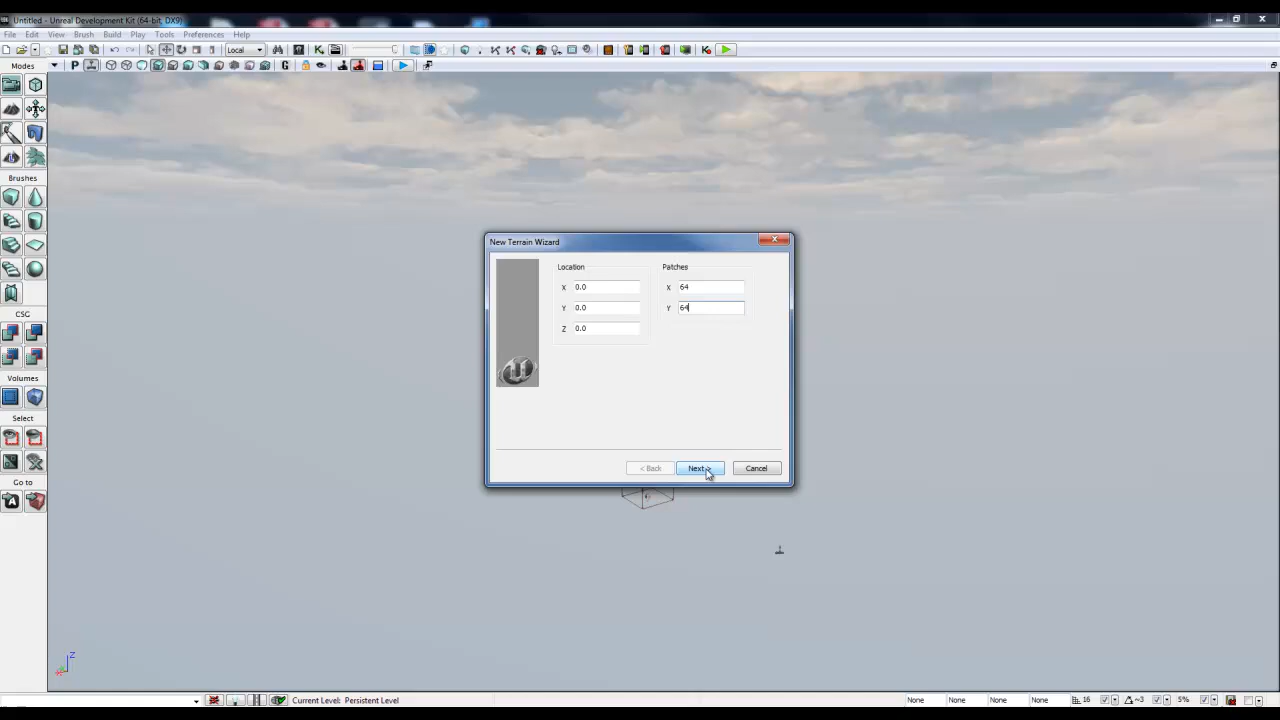 Untitled - Unreal Development Kit (64-bit, DX9)
File Edit View Brush Build Play Tools Preferences Help
Local
Modes
P
G
Brushes
CSG
Volumes
Select
Go to
New Terrain Wizard
Location
Patches
X 0.0
X 64
Y 0.0
Y 64
Z 0.0
< Back
Next >
Cancel
Z
Current Level: Persistent Level
None
None
None
None
16
~3
5%